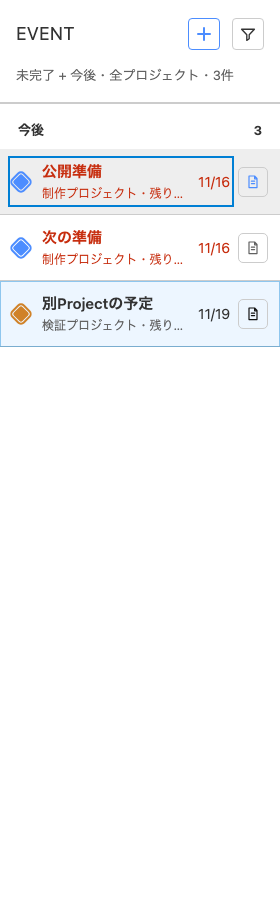 EVENT
未完了 + 今後・全プロジェクト・3件
今後 3
公開準備
制作プロジェクト・残り... 11/16
次の準備
制作プロジェクト・残り... 11/16
別Projectの予定
検証プロジェクト・残り... 11/19